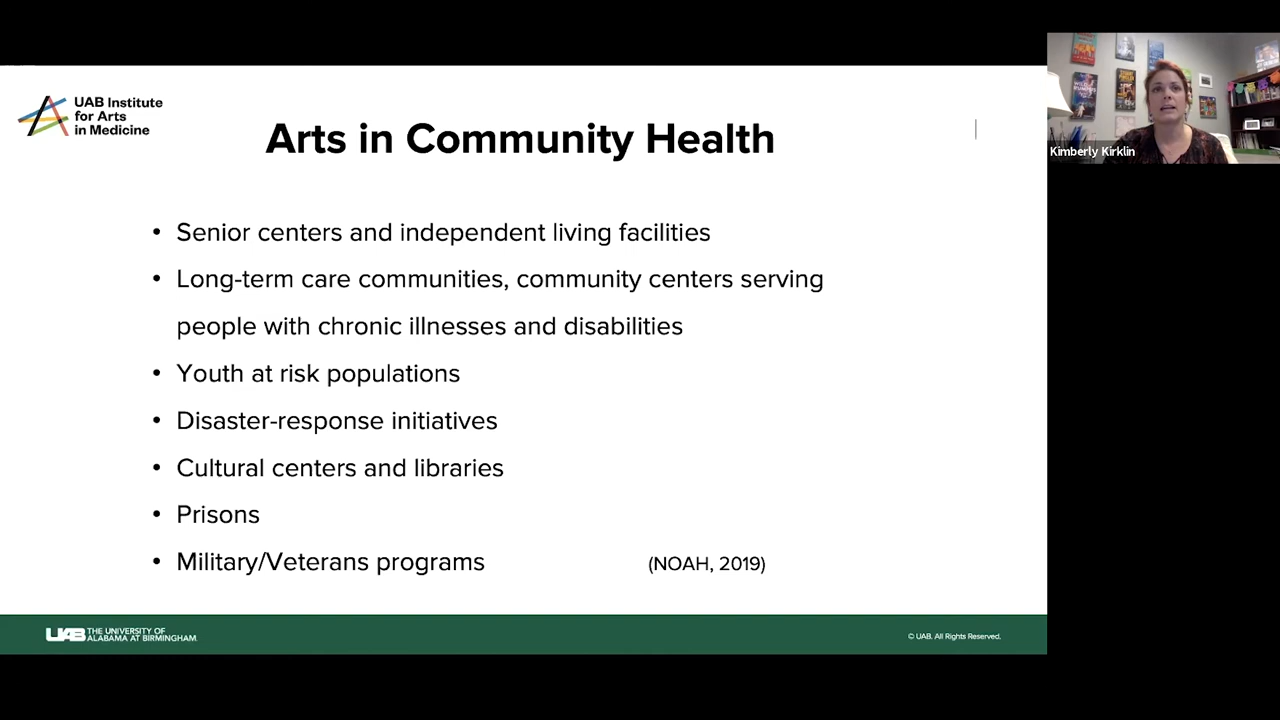 UAB Institute
for Arts
in Medicine
Arts in Community Health
• Senior centers and independent living facilities
• Long-term care communities, community centers serving
people with chronic illnesses and disabilities
• Youth at risk populations
• Disaster-response initiatives
• Cultural centers and libraries
• Prisons
• Military/Veterans programs (NOAH, 2019)
UAB THE UNIVERSITY OF
ALABAMA AT BIRMINGHAM
© UAB. All Rights Reserved.
Kimberly Kirklin